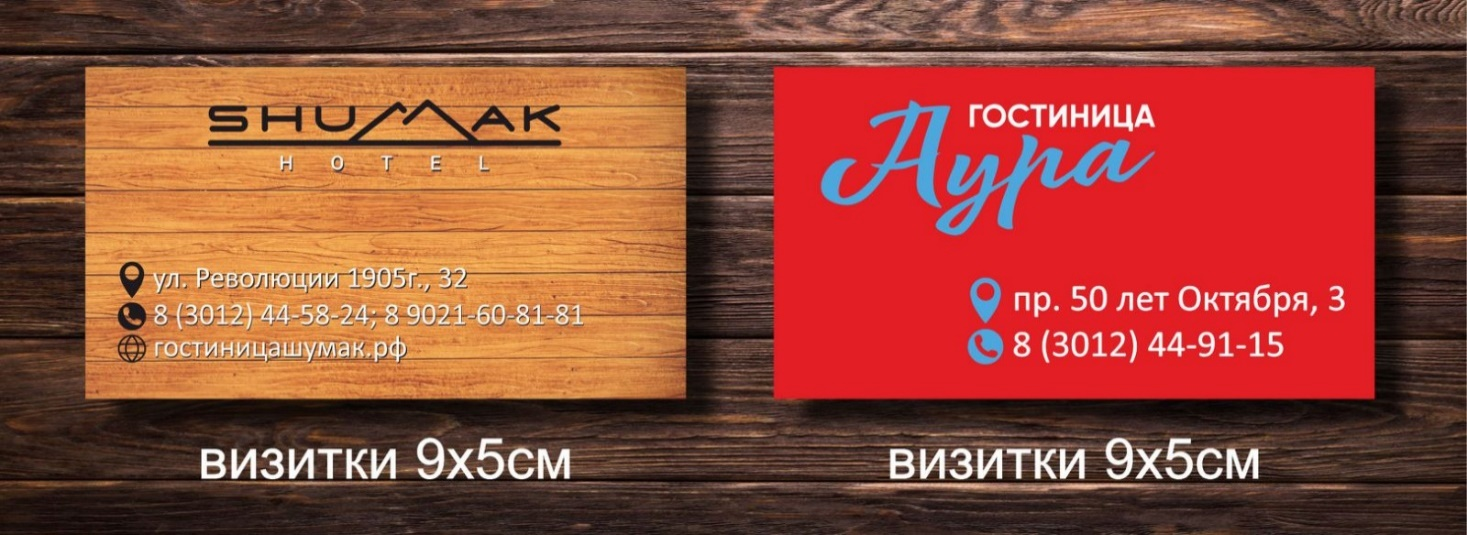 SHUMAK
HOTEL
ул. Революции 1905г., 32
8 (3012) 44-58-24; 8 9021-60-81-81
гостиницашумак.рф
визитки 9х5см
ГОСТИНИЦА
Аура
пр. 50 лет Октября, 3
8 (3012) 44-91-15
визитки 9х5см